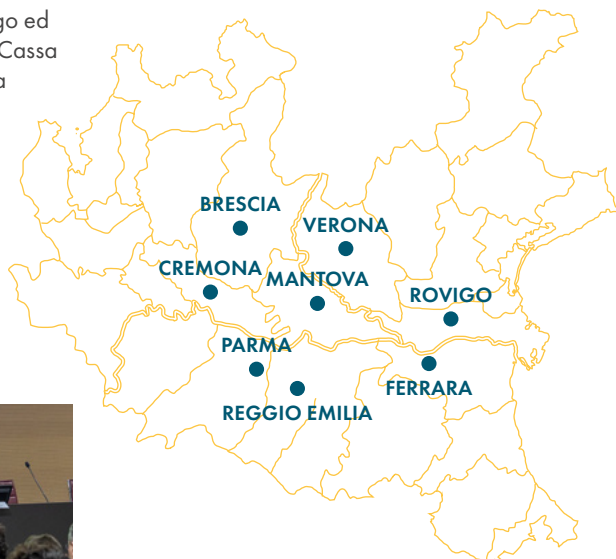 go ed
Cassa
a
BRESCIA
VERONA
CREMONA
MANTOVA
ROVIGO
PARMA
FERRARA
REGGIO EMILIA